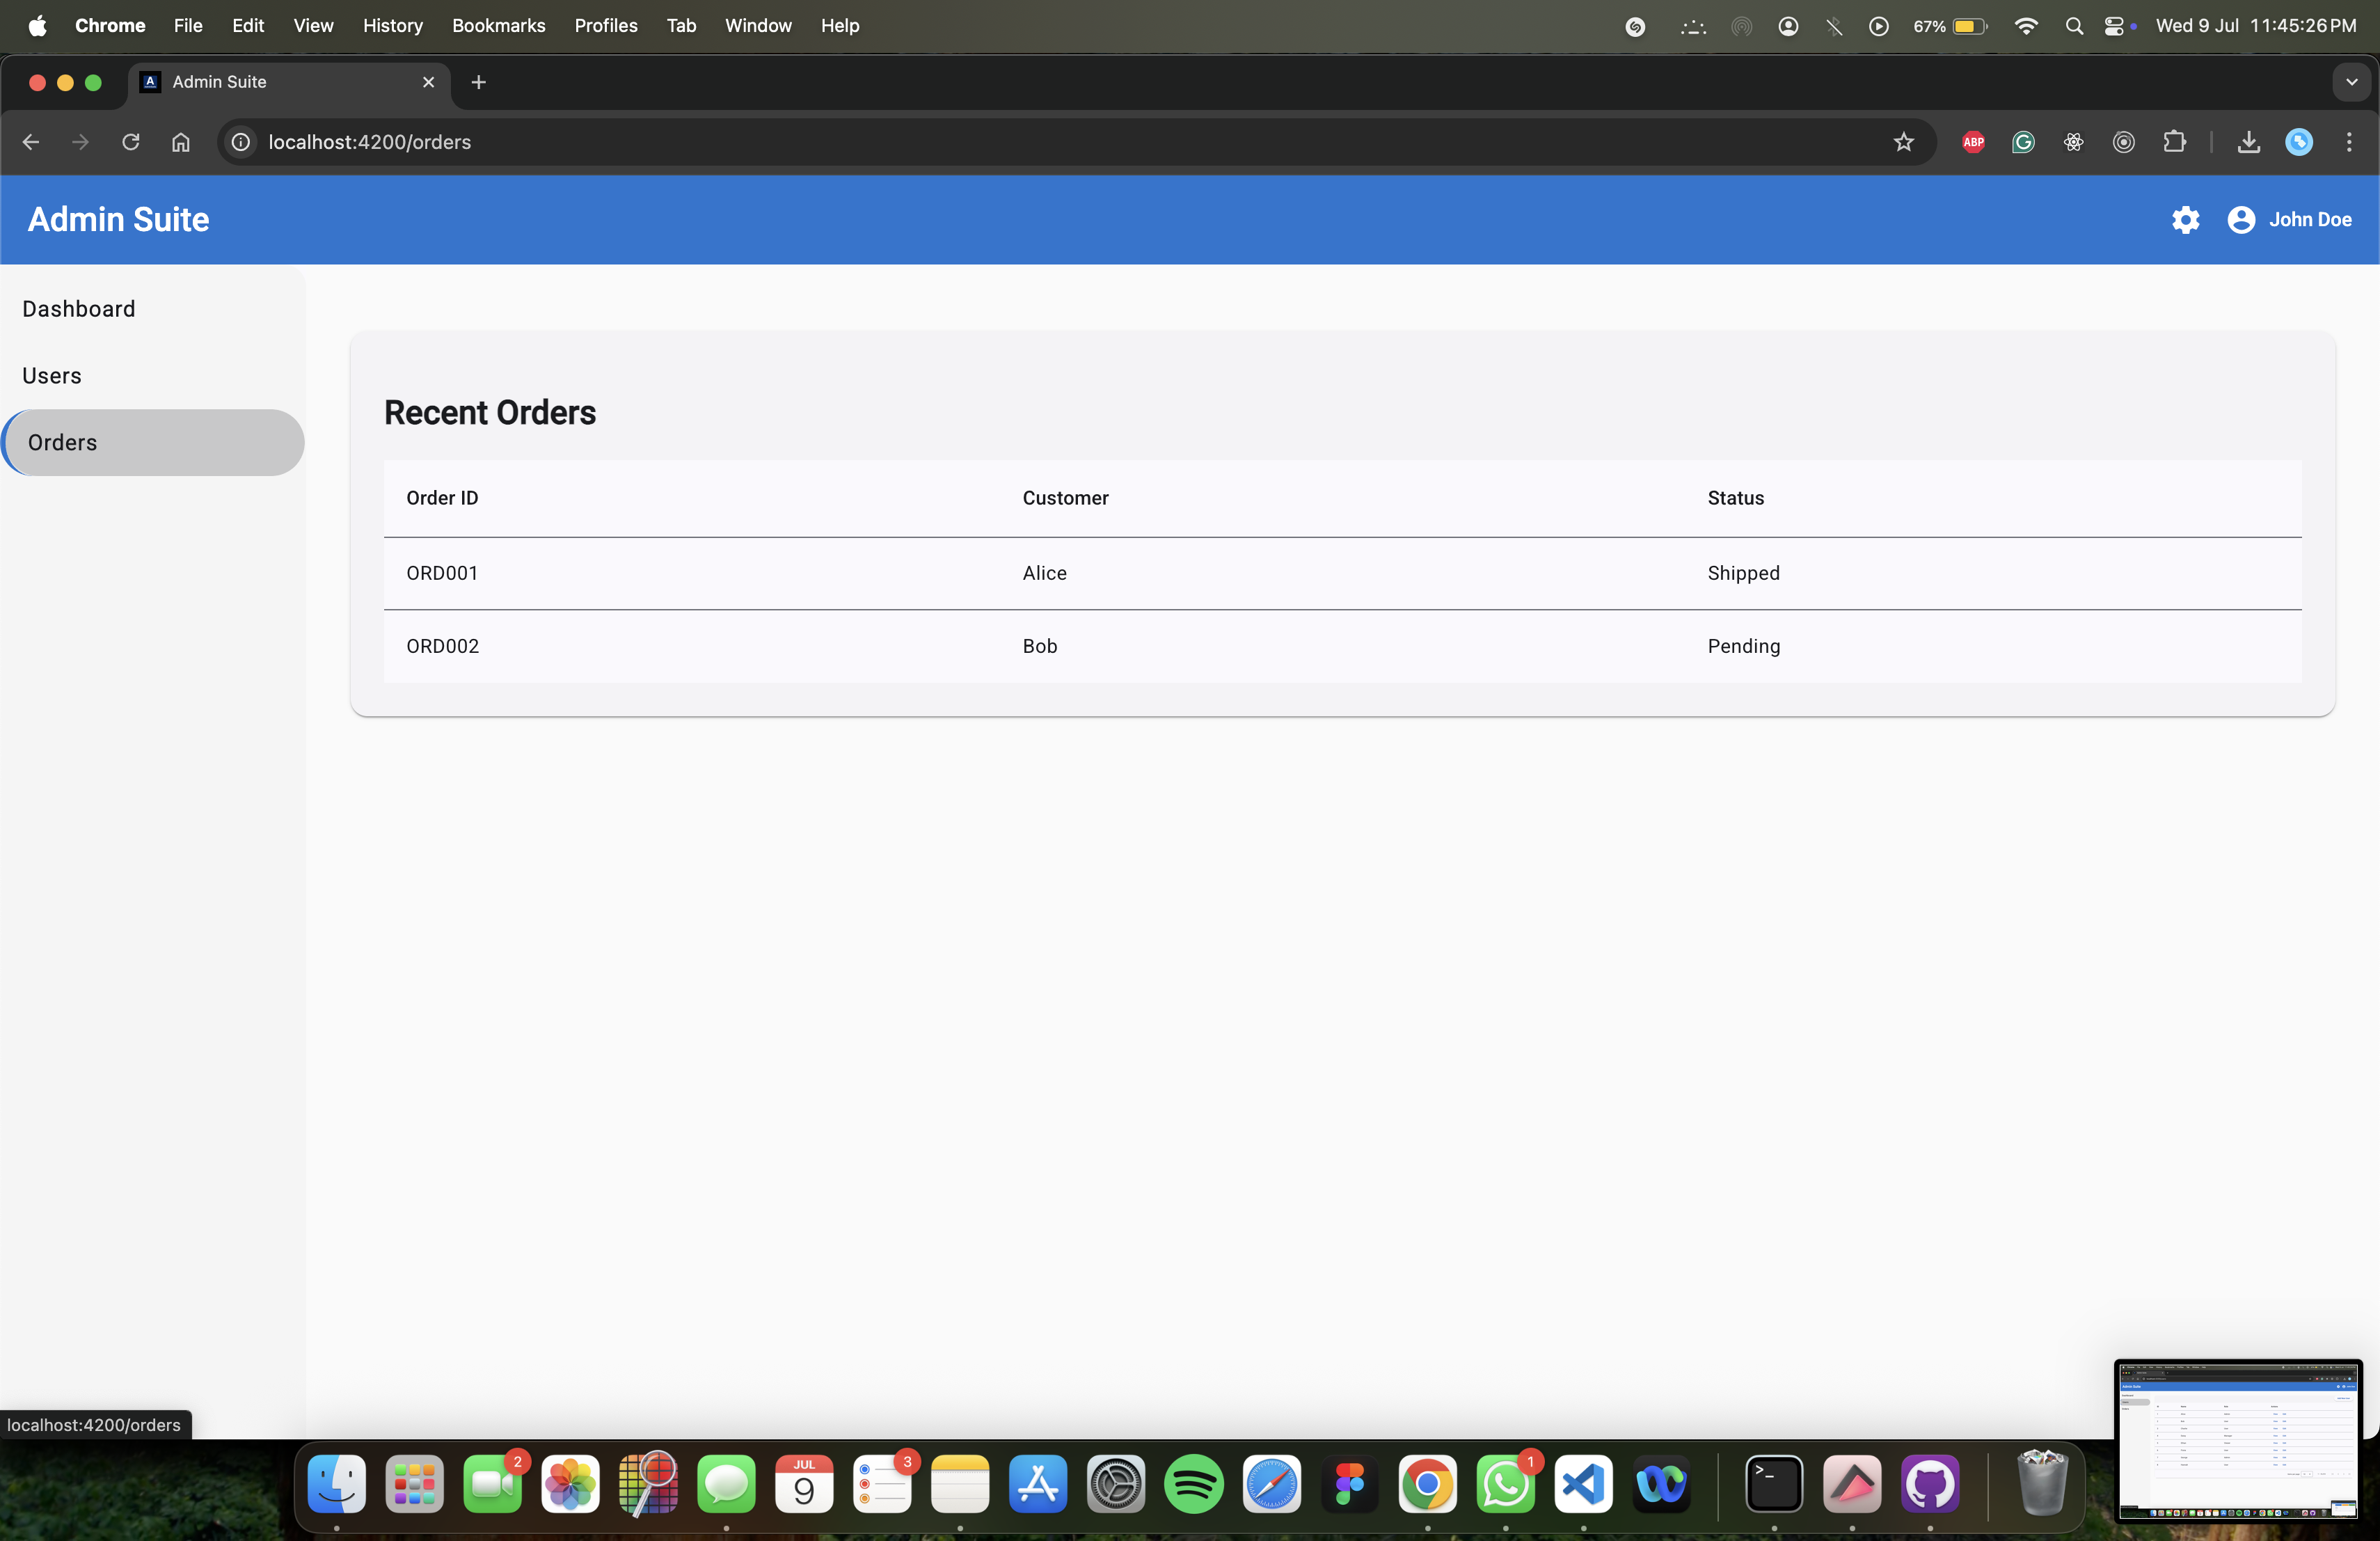 Chrome File Edit View History Bookmarks Profiles Tab Window Help 67% Wed 9 Jul 11:45:26 PM
A Admin Suite
localhost:4200/orders ABP
Admin Suite John Doe
Dashboard
Users
Orders
Recent Orders
Order ID Customer Status
ORD001 Alice Shipped
ORD002 Bob Pending
localhost:4200/orders
2 JUL 9 3 1 >_